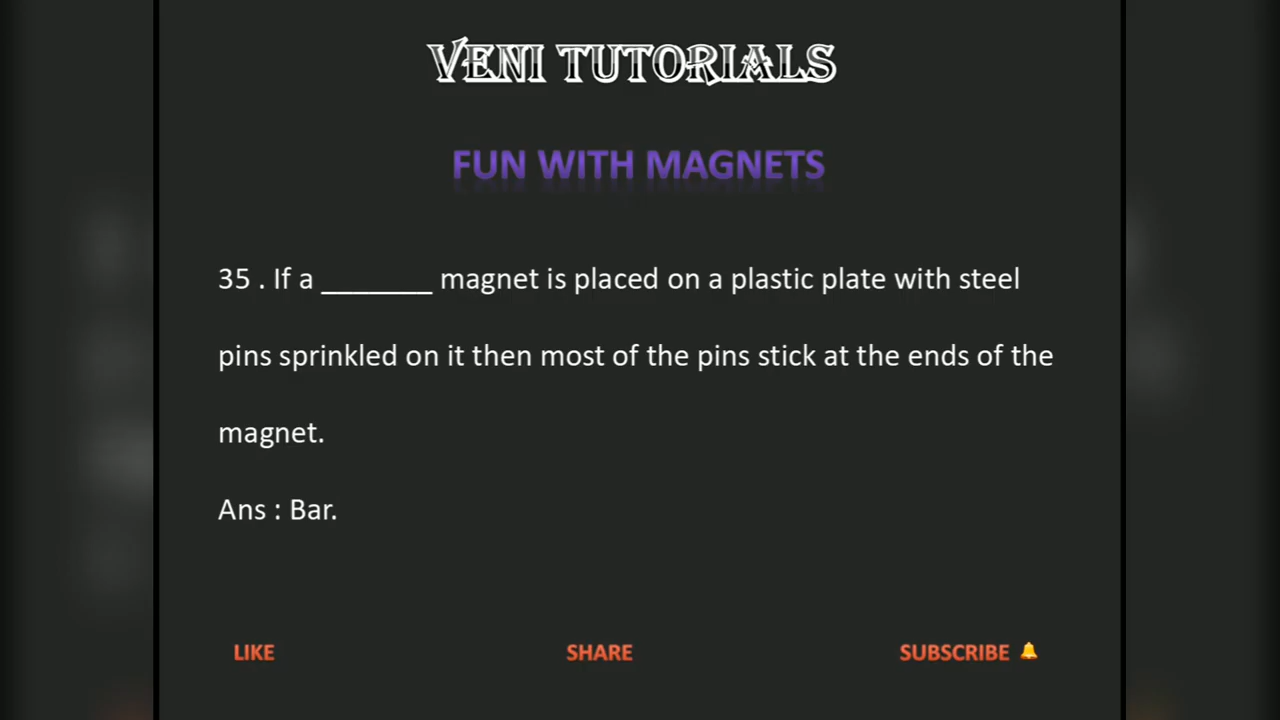 VENI TUTORIALS
FUN WITH MAGNETS
35 . If a _______ magnet is placed on a plastic plate with steel
pins sprinkled on it then most of the pins stick at the ends of the
magnet.
Ans : Bar.
LIKE SHARE SUBSCRIBE 🔔